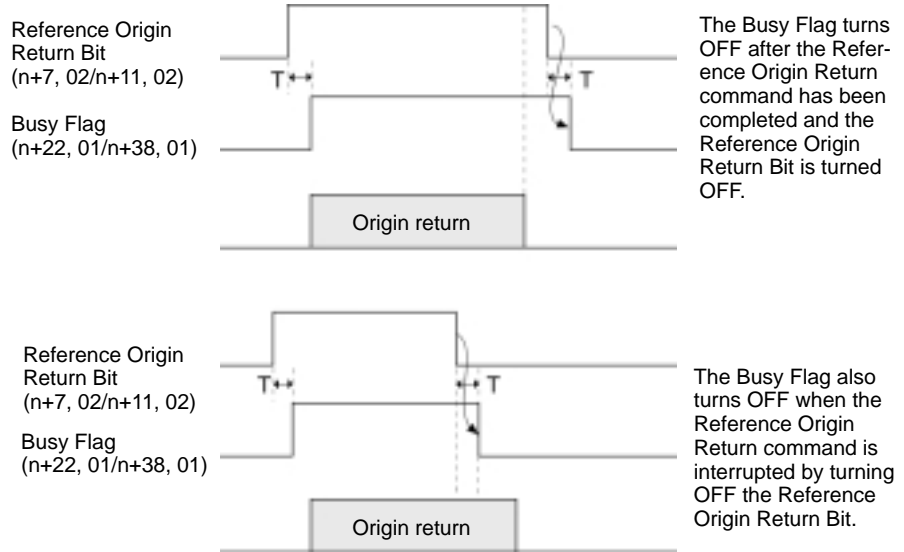 Reference Origin
Return Bit
(n+7, 02/n+11, 02)
T
T
Busy Flag
(n+22, 01/n+38, 01)
Origin return
The Busy Flag turns
OFF after the Refer-
ence Origin Return
command has been
completed and the
Reference Origin
Return Bit is turned
OFF.
Reference Origin
Return Bit
(n+7, 02/n+11, 02)
T
T
Busy Flag
(n+22, 01/n+38, 01)
Origin return
The Busy Flag also
turns OFF when the
Reference Origin
Return command is
interrupted by turning
OFF the Reference
Origin Return Bit.